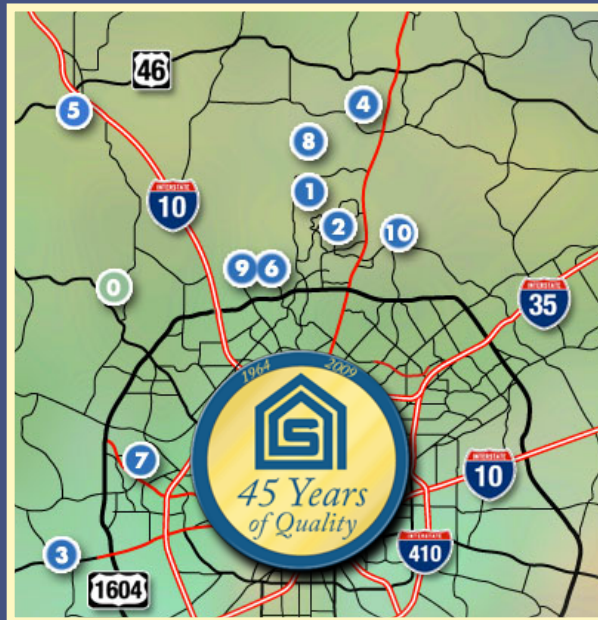 46
5
4
8
INTERSTATE
10
1
2
10
9
6
0
INTERSTATE
35
1964 2009
S
45 Years
of Quality
7
INTERSTATE
10
3
INTERSTATE
410
1604